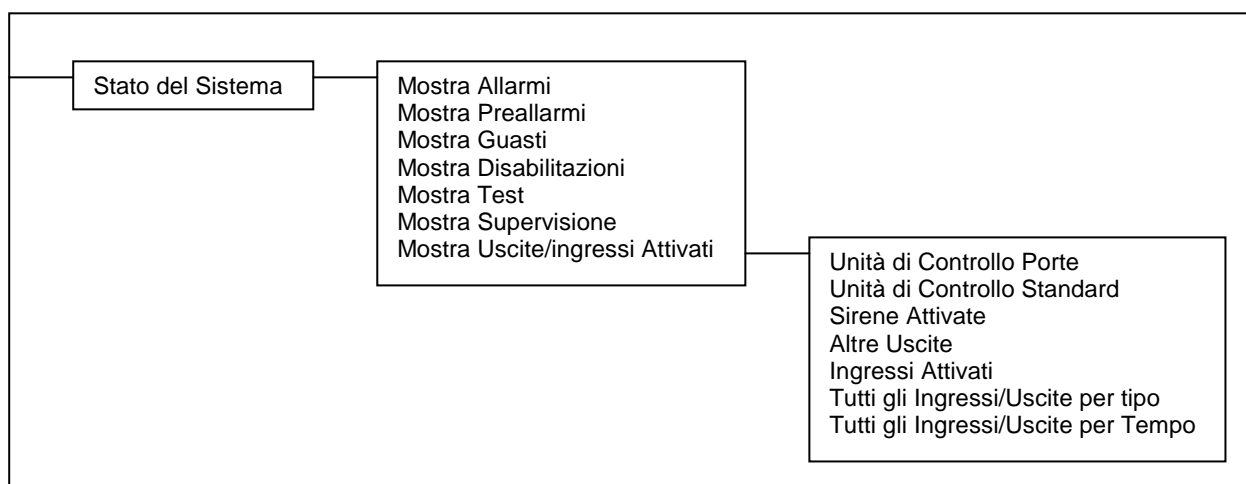 Stato del Sistema
Mostra Allarmi
Mostra Preallarmi
Mostra Guasti
Mostra Disabilitazioni
Mostra Test
Mostra Supervisione
Mostra Uscite/ingressi Attivati
Unità di Controllo Porte
Unità di Controllo Standard
Sirene Attivate
Altre Uscite
Ingressi Attivati
Tutti gli Ingressi/Uscite per tipo
Tutti gli Ingressi/Uscite per Tempo